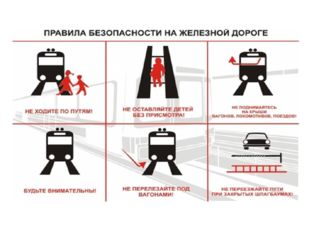 ПРАВИЛА БЕЗОПАСНОСТИ НА ЖЕЛЕЗНОЙ ДОРОГЕ
НЕ ХОДИТЕ ПО ПУТЯМ!
НЕ ОСТАВЛЯЙТЕ ДЕТЕЙ
БЕЗ ПРИСМОТРА!
НЕ ПОДНИМАЙТЕСЬ
НА КРЫШИ
ВАГОНОВ, ЛОКОМОТИВОВ, ПОЕЗДОВ!
БУДЬТЕ ВНИМАТЕЛЬНЫ!
НЕ ПЕРЕЛЕЗАЙТЕ ПОД
ВАГОНАМИ!
НЕ ПЕРЕЕЗЖАЙТЕ ПУТИ
ПРИ ЗАКРЫТЫХ ШЛАГБАУМАХ!